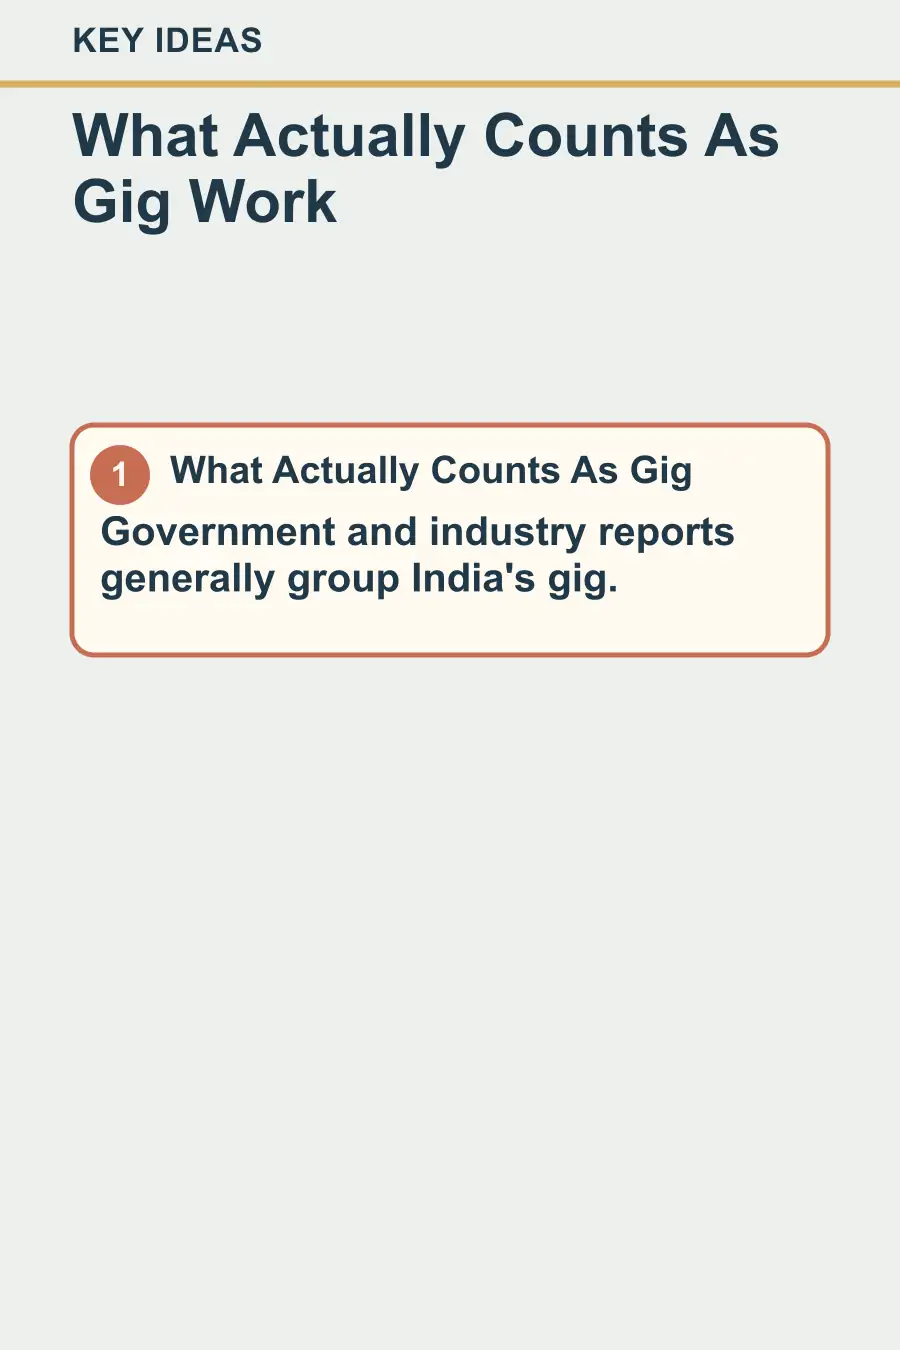 KEY IDEAS
What Actually Counts As
Gig Work
1 What Actually Counts As Gig
Government and industry reports
generally group India's gig.